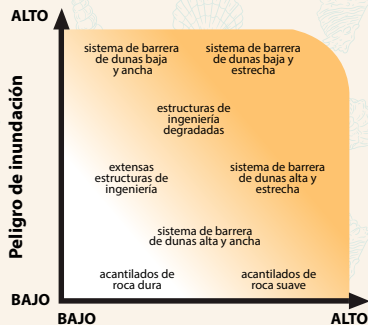 ALTO
Peligro de inundación
sistema de barrera
de dunas baja
y ancha
sistema de barrera
de dunas baja y
estrecha
estructuras de
ingeniería
degradadas
extensas
estructuras de
ingeniería
sistema de barrera
de dunas alta y
estrecha
sistema de barrera
de dunas alta y ancha
acantilados de
roca dura
acantilados de
roca suave
BAJO
BAJO
ALTO